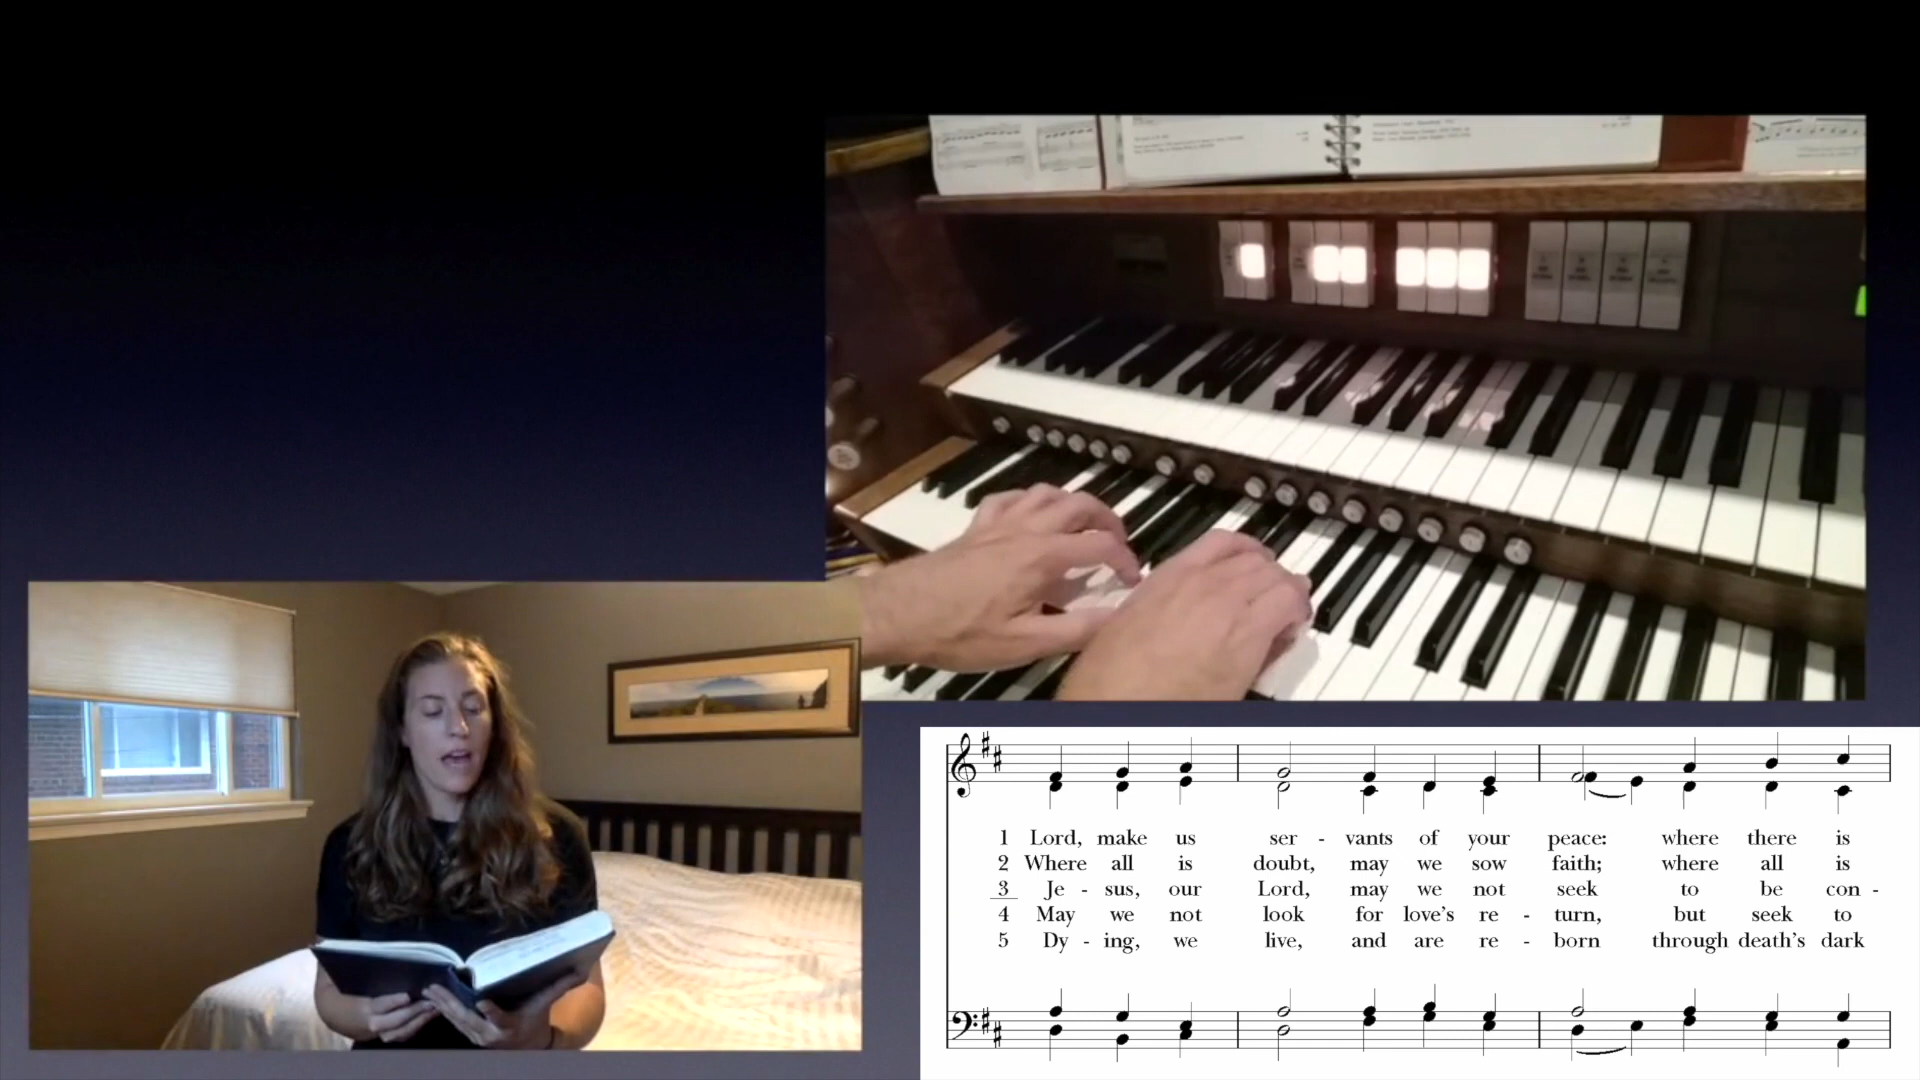 1 Lord, make us ser - vants of your peace: where there is
2 Where all is doubt, may we sow faith; where all is
3 Je - sus, our Lord, may we not seek to be con -
4 May we not look for love's re - turn, but seek to
5 Dy - ing, we live, and are re - born through death's dark